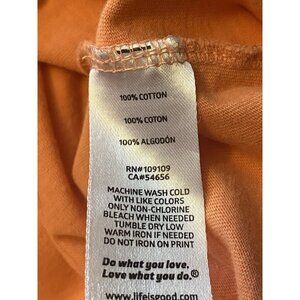 100% COTTON
100% COTON
100% ALGODÓN
RN#109109
CA#54656
MACHINE WASH COLD
WITH LIKE COLORS
ONLY NON-CHLORINE
BLEACH WHEN NEEDED
TUMBLE DRY LOW
WARM IRON IF NEEDED
DO NOT IRON ON PRINT
Do what you love.
Love what you do.®
www.lifeisgood.com